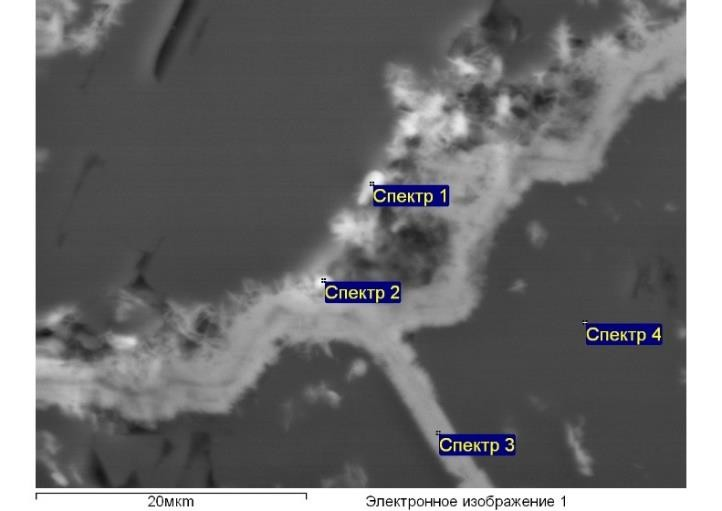 Спектр 1
Спектр 2
Спектр 4
Спектр 3
20мкm
Электронное изображение 1